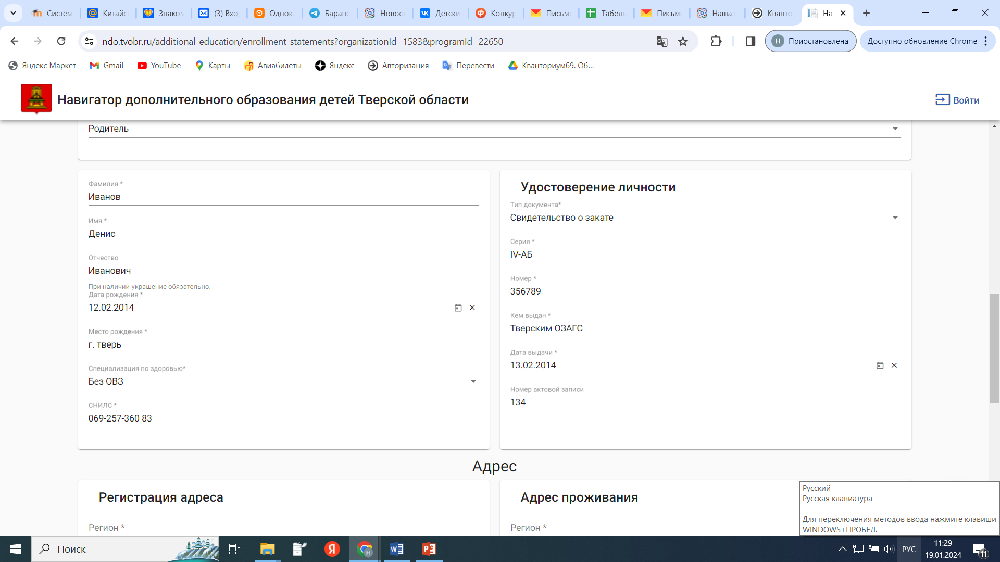 Систем
Китайс
Знаком
(3) Вхо
Однок
Баране
Новост
Детски
Конкур
Письм
Табель
Письм
Наша г
Кванто
На
ndo.tvobr.ru/additional-education/enrollment-statements?organizationId=1583&programId=22650
Н Приостановлена
Доступно обновление Chrome
Яндекс Маркет
Gmail
YouTube
Карты
Авиабилеты
Яндекс
Авторизация
Перевести
Кванториум69. Об...
Навигатор дополнительного образования детей Тверской области
Войти
Родитель
Фамилия *
Иванов
Имя *
Денис
Отчество
Иванович
При наличии украшение обязательно.
Дата рождения *
12.02.2014
Место рождения *
г. тверь
Специализация по здоровью*
Без ОВЗ
СНИЛС *
069-257-360 83
Удостоверение личности
Тип документа*
Свидетельство о закате
Серия *
IV-АБ
Номер *
356789
Кем выдан *
Тверским ОЗАГС
Дата выдачи *
13.02.2014
Номер актовой записи
134
Адрес
Регистрация адреса
Регион *
Адрес проживания
Регион *
Русский
Русская клавиатура
Для переключения методов ввода нажмите клавиши
WINDOWS+ПРОБЕЛ.
Поиск
РУС
11:29
19.01.2024
11